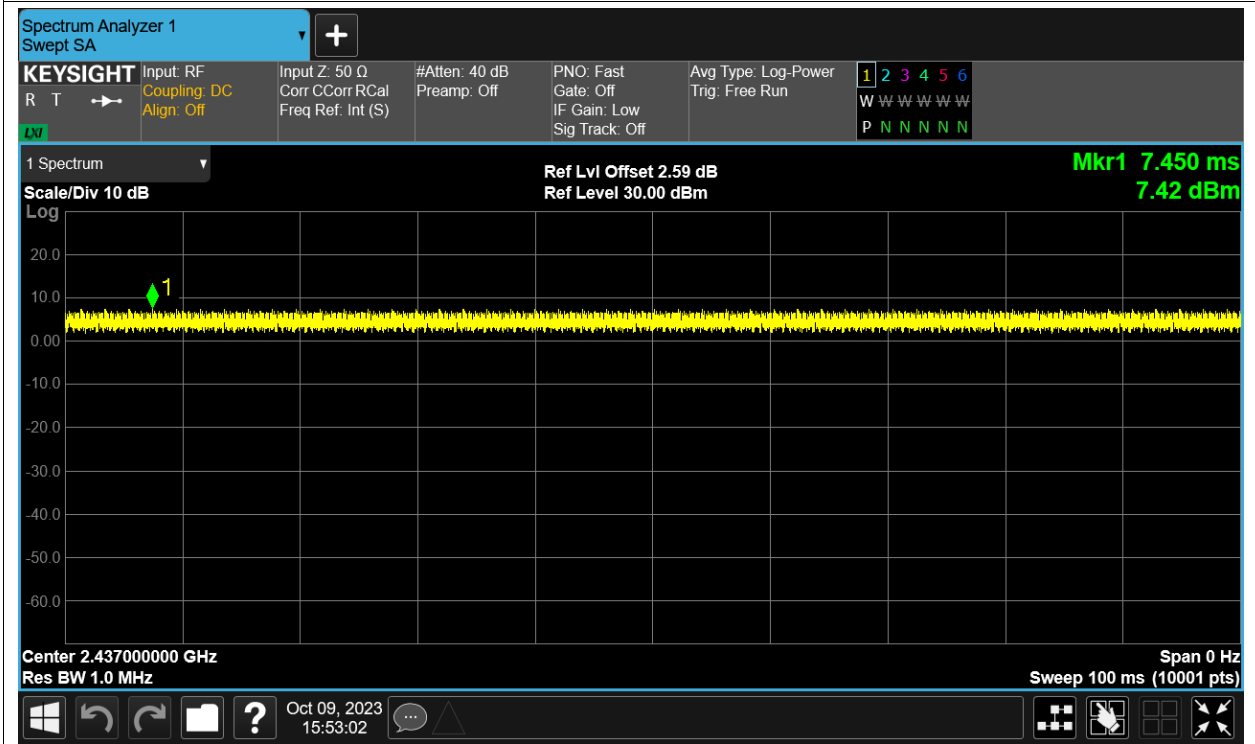 Spectrum Analyzer 1
Swept SA
+
KEYSIGHT
R T
LXI
Input: RF
Coupling: DC
Align: Off
Input Z: 50 Ω
Corr CCorr RCal
Freq Ref: Int (S)
#Atten: 40 dB
Preamp: Off
PNO: Fast
Gate: Off
IF Gain: Low
Sig Track: Off
Avg Type: Log-Power
Trig: Free Run
1 2 3 4 5 6
W W W W W W
P N N N N N
1 Spectrum
Scale/Div 10 dB
Ref Lvl Offset 2.59 dB
Ref Level 30.00 dBm
Mkr1 7.450 ms
7.42 dBm
Log
20.0
10.0
0.00
-10.0
-20.0
-30.0
-40.0
-50.0
-60.0
1
Center 2.437000000 GHz
Res BW 1.0 MHz
Span 0 Hz
Sweep 100 ms (10001 pts)
?
Oct 09, 2023
15:53:02
...